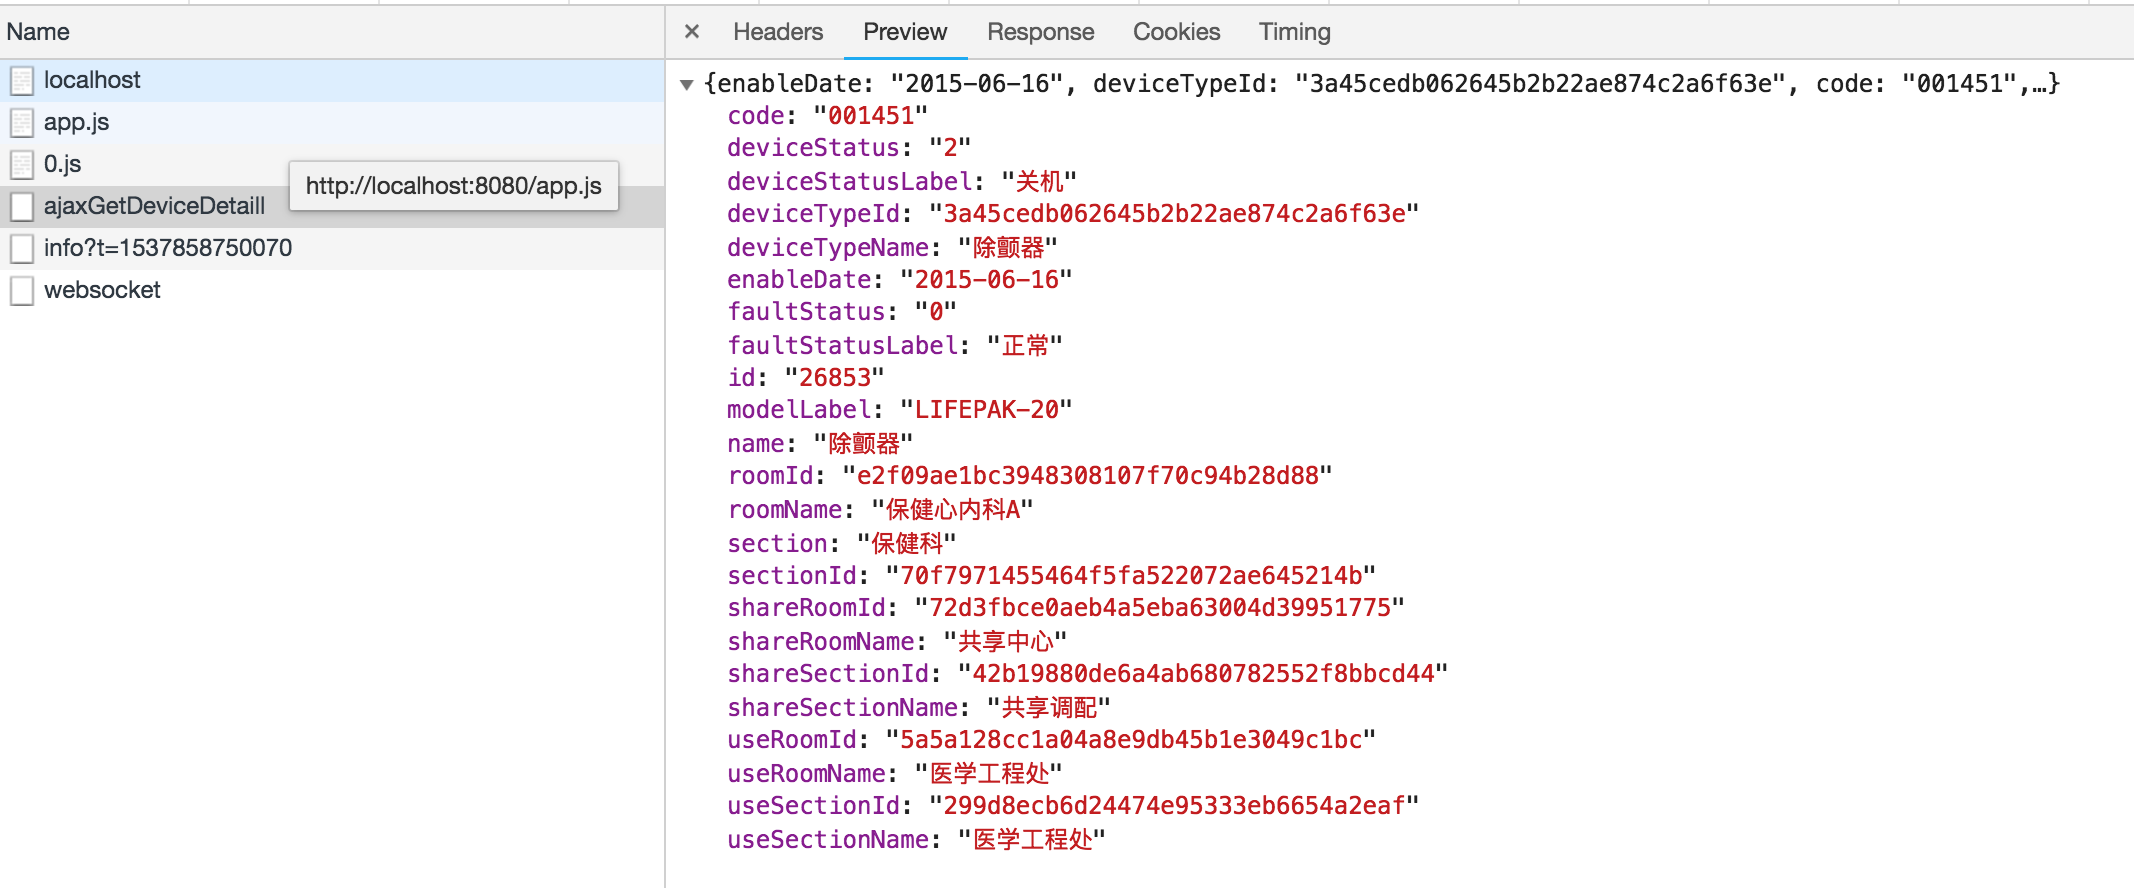 Name
localhost
app.js
0.js
http://localhost:8080/app.js
ajaxGetDeviceDetaill
info?t=1537858750070
websocket
× Headers Preview Response Cookies Timing
▼ {enableDate: "2015-06-16", deviceTypeId: "3a45cedb062645b2b22ae874c2a6f63e", code: "001451",…}
code: "001451"
deviceStatus: "2"
deviceStatusLabel: "关机"
deviceTypeId: "3a45cedb062645b2b22ae874c2a6f63e"
deviceTypeName: "除颤器"
enableDate: "2015-06-16"
faultStatus: "0"
faultStatusLabel: "正常"
id: "26853"
modelLabel: "LIFEPAK-20"
name: "除颤器"
roomId: "e2f09ae1bc3948308107f70c94b28d88"
roomName: "保健心内科A"
section: "保健科"
sectionId: "70f7971455464f5fa522072ae645214b"
shareRoomId: "72d3fbce0aeb4a5eba63004d39951775"
shareRoomName: "共享中心"
shareSectionId: "42b19880de6a4ab680782552f8bbcd44"
shareSectionName: "共享调配"
useRoomId: "5a5a128cc1a04a8e9db45b1e3049c1bc"
useRoomName: "医学工程处"
useSectionId: "299d8ecb6d24474e95333eb6654a2eaf"
useSectionName: "医学工程处"